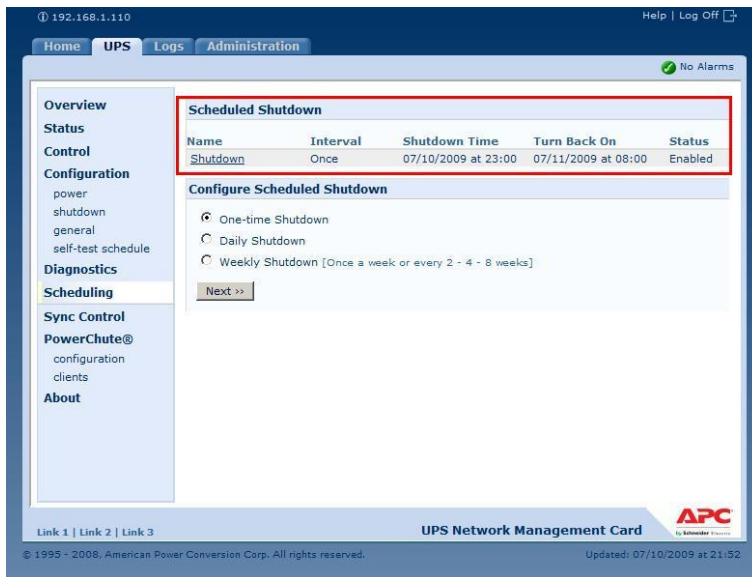 192.168.1.110
Help | Log Off
Home UPS Logs Administration
No Alarms
Overview
Status
Control
Configuration
power
shutdown
general
self-test schedule
Diagnostics
Scheduling
Sync Control
PowerChute®
configuration
clients
About
Scheduled Shutdown
Name Interval Shutdown Time Turn Back On Status
Shutdown Once 07/10/2009 at 23:00 07/11/2009 at 08:00 Enabled
Configure Scheduled Shutdown
One-time Shutdown
Daily Shutdown
Weekly Shutdown [Once a week or every 2 - 4 - 8 weeks]
Next >>
Link 1 | Link 2 | Link 3
UPS Network Management Card
APC
by Schneider Electric
© 1995 - 2008, American Power Conversion Corp. All rights reserved.
Updated: 07/10/2009 at 21:52